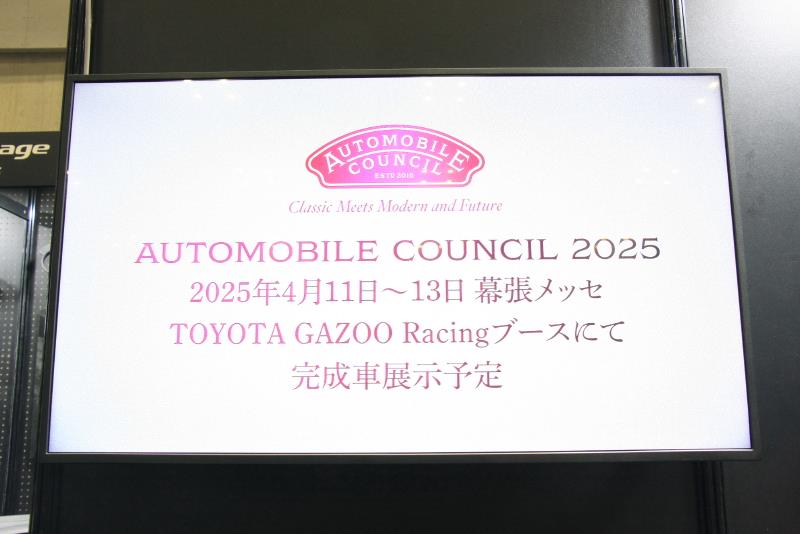 AUTOMOBILE
COUNCIL
ESTD 2016
Classic Meets Modern and Future
AUTOMOBILE COUNCIL 2025
2025年4月11日～13日 幕張メッセ
TOYOTA GAZOO Racingブースにて
完成車展示予定